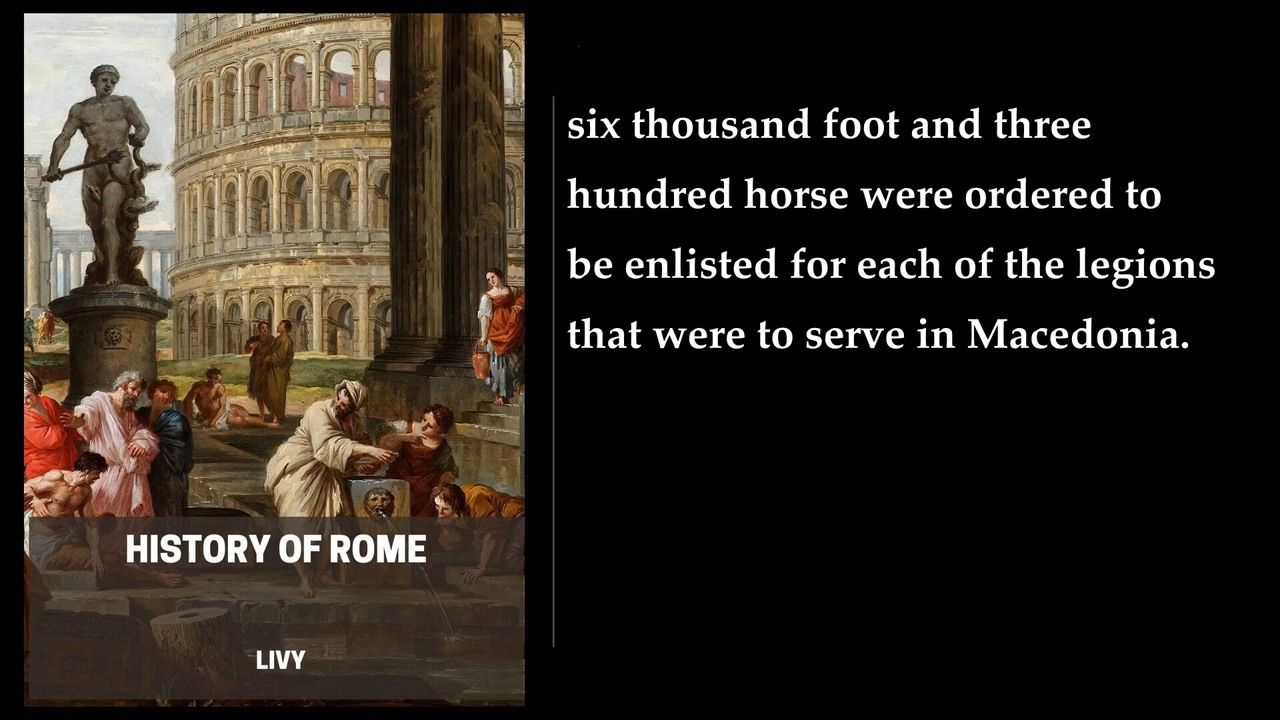 six thousand foot and three
hundred horse were ordered to
be enlisted for each of the legions
that were to serve in Macedonia.
HISTORY OF ROME
LIVY